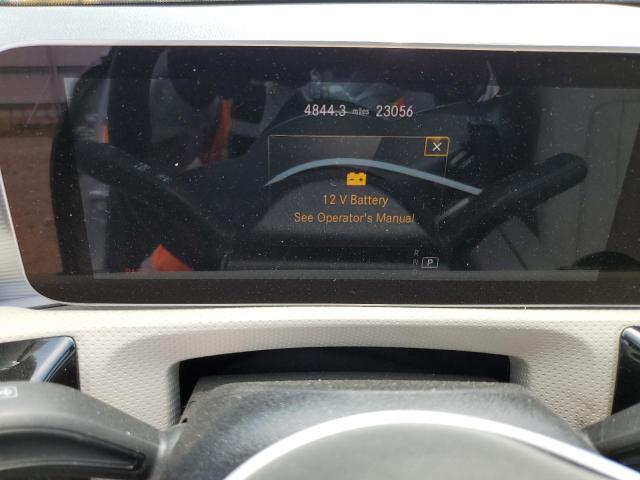 4844.3 miles 23056
12 V Battery
See Operator's Manual
R
N
P
D